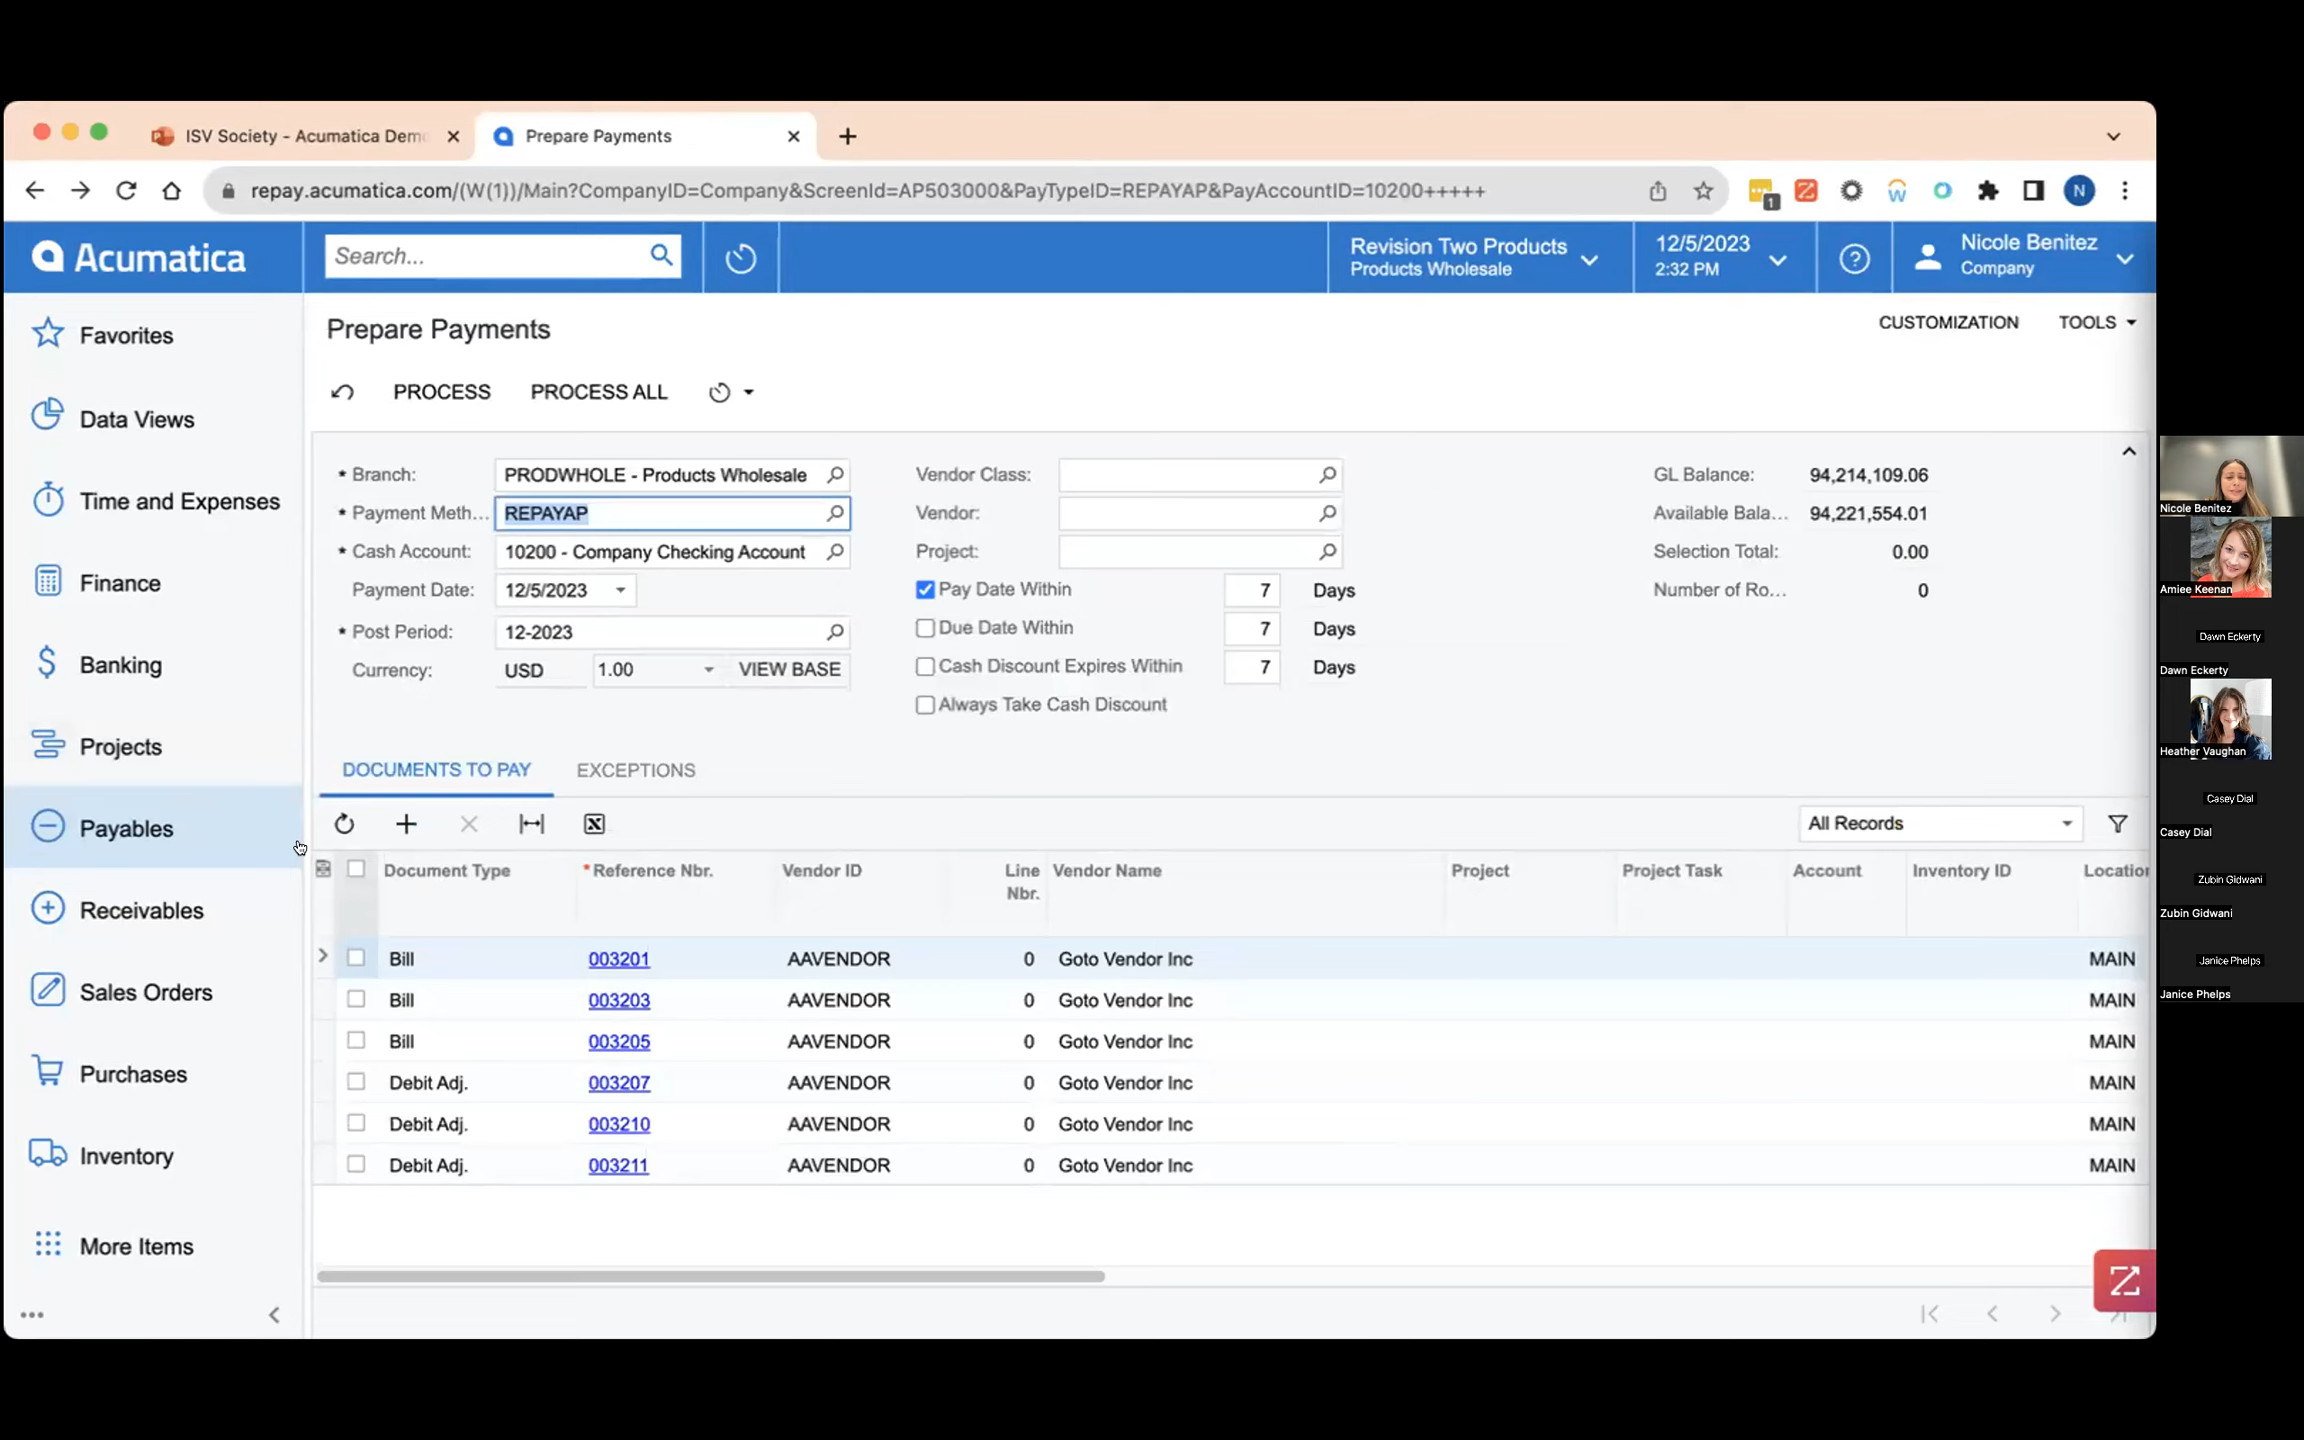 ISV Society - Acumatica Dem
Prepare Payments
repay.acumatica.com/(W(1))/Main?CompanyID=Company&ScreenId=AP503000&PayTypeID=REPAYAP&PayAccountID=10200+++++
1
N
Acumatica
Search...
Revision Two Products
Products Wholesale
12/5/2023
2:32 PM
Nicole Benitez
Company
Favorites
Data Views
Time and Expenses
Finance
Banking
Projects
Payables
Receivables
Sales Orders
Purchases
Inventory
More Items
Prepare Payments
CUSTOMIZATION TOOLS
PROCESS PROCESS ALL
* Branch: PRODWHOLE - Products Wholesale
* Payment Meth... REPAYAP
* Cash Account: 10200 - Company Checking Account
Payment Date: 12/5/2023
* Post Period: 12-2023
Currency: USD 1.00 VIEW BASE
Vendor Class:
Vendor:
Project:
Pay Date Within 7 Days
Due Date Within 7 Days
Cash Discount Expires Within 7 Days
Always Take Cash Discount
GL Balance: 94,214,109.06
Available Bala... 94,221,554.01
Selection Total: 0.00
Number of Ro... 0
DOCUMENTS TO PAY EXCEPTIONS
All Records
Document Type * Reference Nbr. Vendor ID Line Nbr. Vendor Name Project Project Task Account Inventory ID Location
Bill 003201 AAVENDOR 0 Goto Vendor Inc MAIN
Bill 003203 AAVENDOR 0 Goto Vendor Inc MAIN
Bill 003205 AAVENDOR 0 Goto Vendor Inc MAIN
Debit Adj. 003207 AAVENDOR 0 Goto Vendor Inc MAIN
Debit Adj. 003210 AAVENDOR 0 Goto Vendor Inc MAIN
Debit Adj. 003211 AAVENDOR 0 Goto Vendor Inc MAIN
Nicole Benitez
Amiee Keenan
Dawn Eckerty
Dawn Eckerty
Heather Vaughan
Casey Dial
Casey Dial
Zubin Gidwani
Zubin Gidwani
Janice Phelps
Janice Phelps